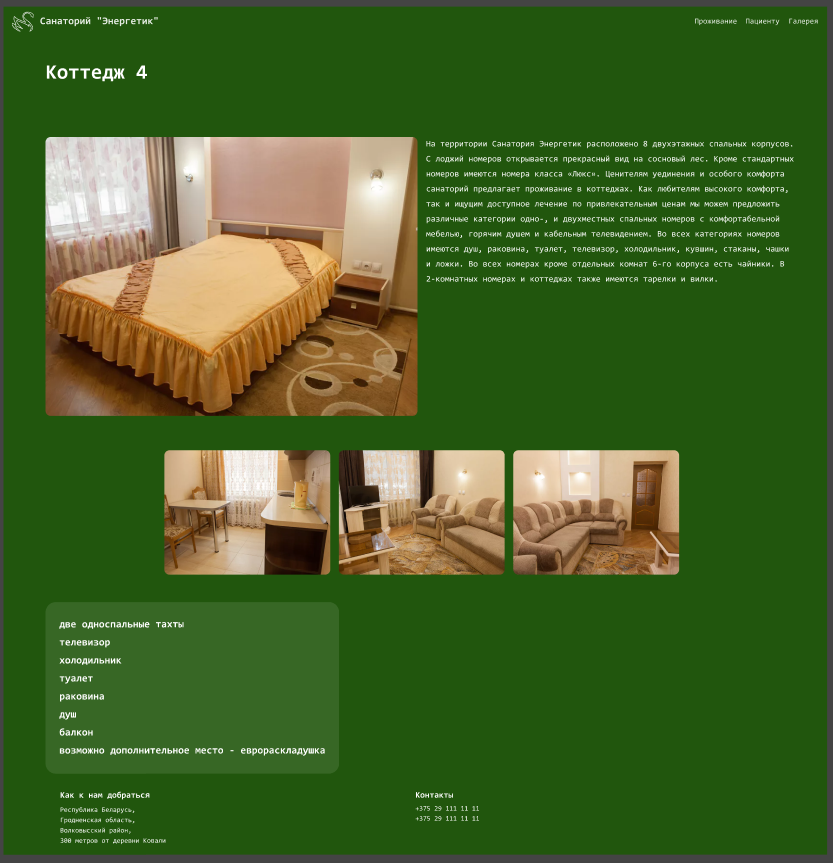 Санаторий "Энергетик"
Проживание Пациенту Галерея
Коттедж 4
На территории Санатория Энергетик расположено 8 двухэтажных спальных корпусов.
С лоджий номеров открывается прекрасный вид на сосновый лес. Кроме стандартных
номеров имеются номера класса «Люкс». Ценителям уединения и особого комфорта
санаторий предлагает проживание в коттеджах. Как любителям высокого комфорта,
так и ищущим доступное лечение по привлекательным ценам мы можем предложить
различные категории одно-, и двухместных спальных номеров с комфортабельной
мебелью, горячим душем и кабельным телевидением. Во всех категориях номеров
имеются душ, раковина, туалет, телевизор, холодильник, кувшин, стаканы, чашки
и ложки. Во всех номерах кроме отдельных комнат 6-го корпуса есть чайники. В
2-комнатных номерах и коттеджах также имеются тарелки и вилки.
две односпальные тахты
телевизор
холодильник
туалет
раковина
душ
балкон
возможно дополнительное место - еврораскладушка
Как к нам добраться
Республика Беларусь,
Гродненская область,
Волковысский район,
300 метров от деревни Ковали
Контакты
+375 29 111 11 11
+375 29 111 11 11